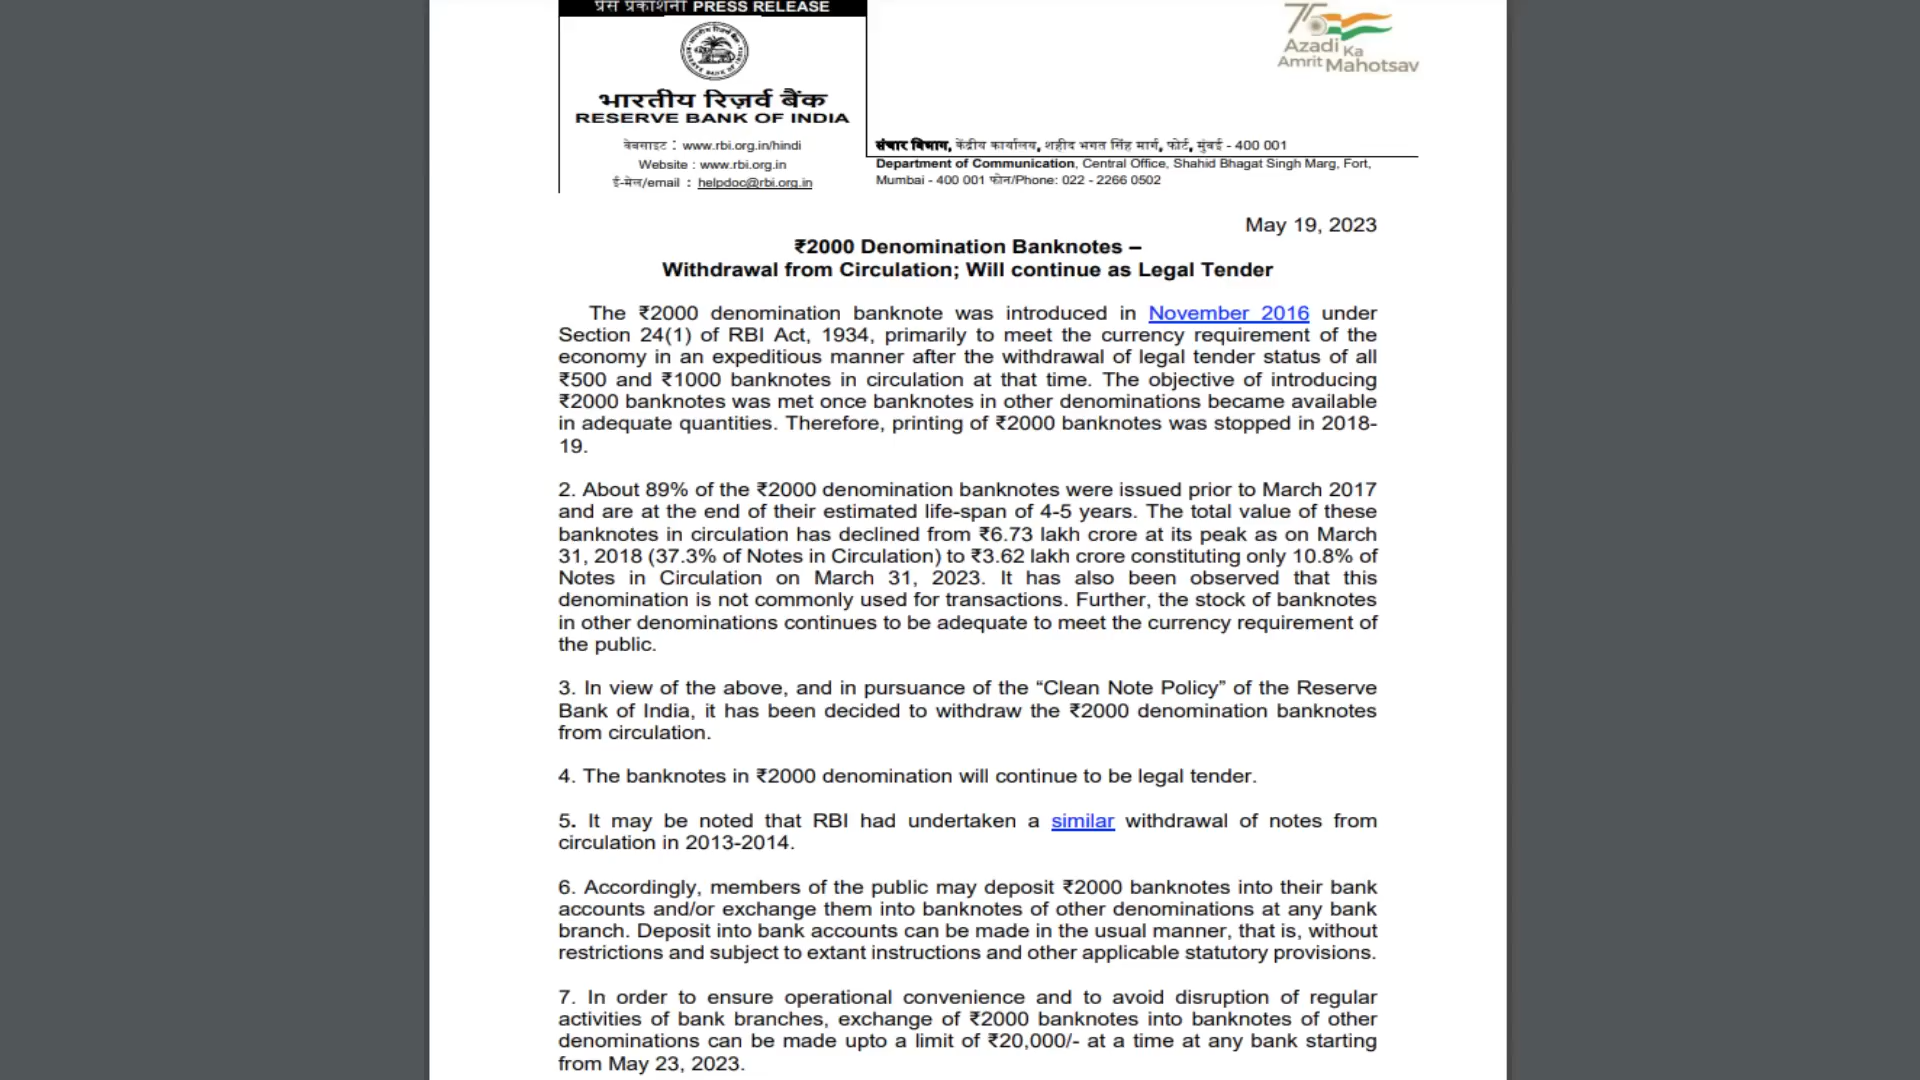 प्रेस प्रकाशनी PRESS RELEASE
भारतीय रिज़र्व बैंक
RESERVE BANK OF INDIA
वेबसाइट : www.rbi.org.in/hindi
Website : www.rbi.org.in
ई-मेल/email : helpdoc@rbi.org.in
75
Azadi Ka
Amrit Mahotsav
संचार विभाग, केंद्रीय कार्यालय, शहीद भगत सिंह मार्ग, फोर्ट, मुंबई - 400 001
Department of Communication, Central Office, Shahid Bhagat Singh Marg, Fort,
Mumbai - 400 001 फोन/Phone: 022 - 2266 0502
May 19, 2023
₹2000 Denomination Banknotes –
Withdrawal from Circulation; Will continue as Legal Tender
The ₹2000 denomination banknote was introduced in November 2016 under
Section 24(1) of RBI Act, 1934, primarily to meet the currency requirement of the
economy in an expeditious manner after the withdrawal of legal tender status of all
₹500 and ₹1000 banknotes in circulation at that time. The objective of introducing
₹2000 banknotes was met once banknotes in other denominations became available
in adequate quantities. Therefore, printing of ₹2000 banknotes was stopped in 2018-
19.
2. About 89% of the ₹2000 denomination banknotes were issued prior to March 2017
and are at the end of their estimated life-span of 4-5 years. The total value of these
banknotes in circulation has declined from ₹6.73 lakh crore at its peak as on March
31, 2018 (37.3% of Notes in Circulation) to ₹3.62 lakh crore constituting only 10.8% of
Notes in Circulation on March 31, 2023. It has also been observed that this
denomination is not commonly used for transactions. Further, the stock of banknotes
in other denominations continues to be adequate to meet the currency requirement of
the public.
3. In view of the above, and in pursuance of the “Clean Note Policy” of the Reserve
Bank of India, it has been decided to withdraw the ₹2000 denomination banknotes
from circulation.
4. The banknotes in ₹2000 denomination will continue to be legal tender.
5. It may be noted that RBI had undertaken a similar withdrawal of notes from
circulation in 2013-2014.
6. Accordingly, members of the public may deposit ₹2000 banknotes into their bank
accounts and/or exchange them into banknotes of other denominations at any bank
branch. Deposit into bank accounts can be made in the usual manner, that is, without
restrictions and subject to extant instructions and other applicable statutory provisions.
7. In order to ensure operational convenience and to avoid disruption of regular
activities of bank branches, exchange of ₹2000 banknotes into banknotes of other
denominations can be made upto a limit of ₹20,000/- at a time at any bank starting
from May 23, 2023.